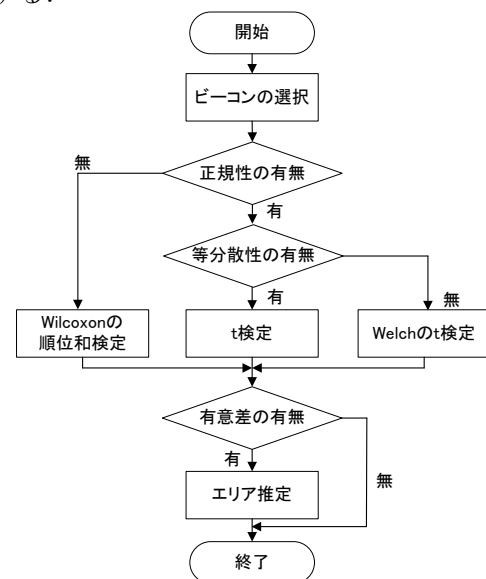 する.
開始
ビーコンの選択
正規性の有無
無
有
等分散性の有無
有
無
Wilcoxonの
順位和検定
t検定
Welchのt検定
有意差の有無
有
無
エリア推定
終了